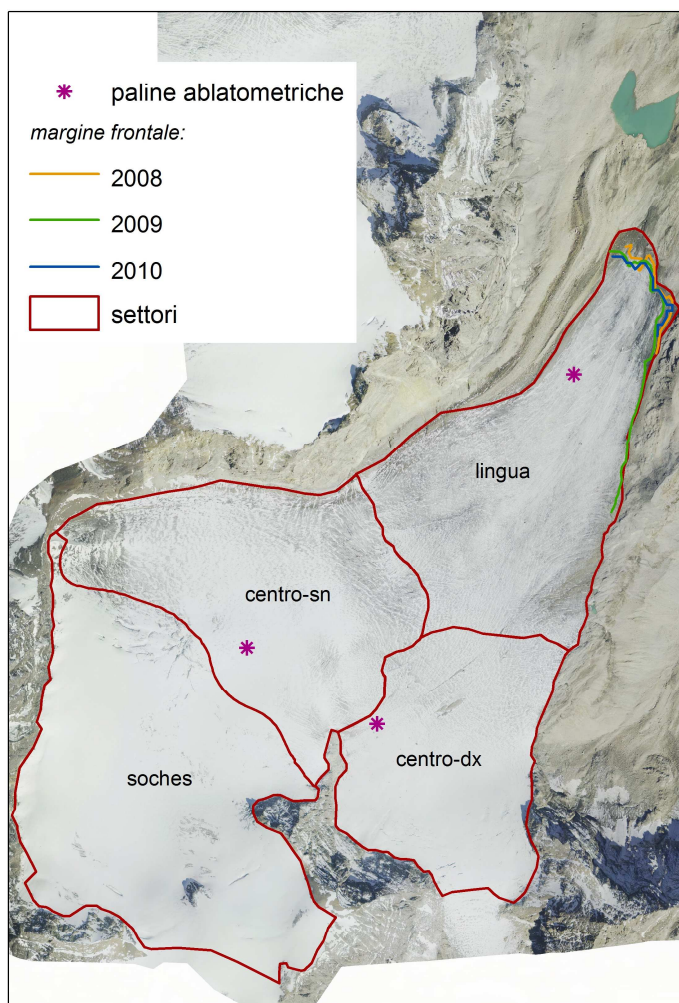 paline ablatometriche
margine frontale:
2008
2009
2010
settori
lingua
centro-sn
centro-dx
soches